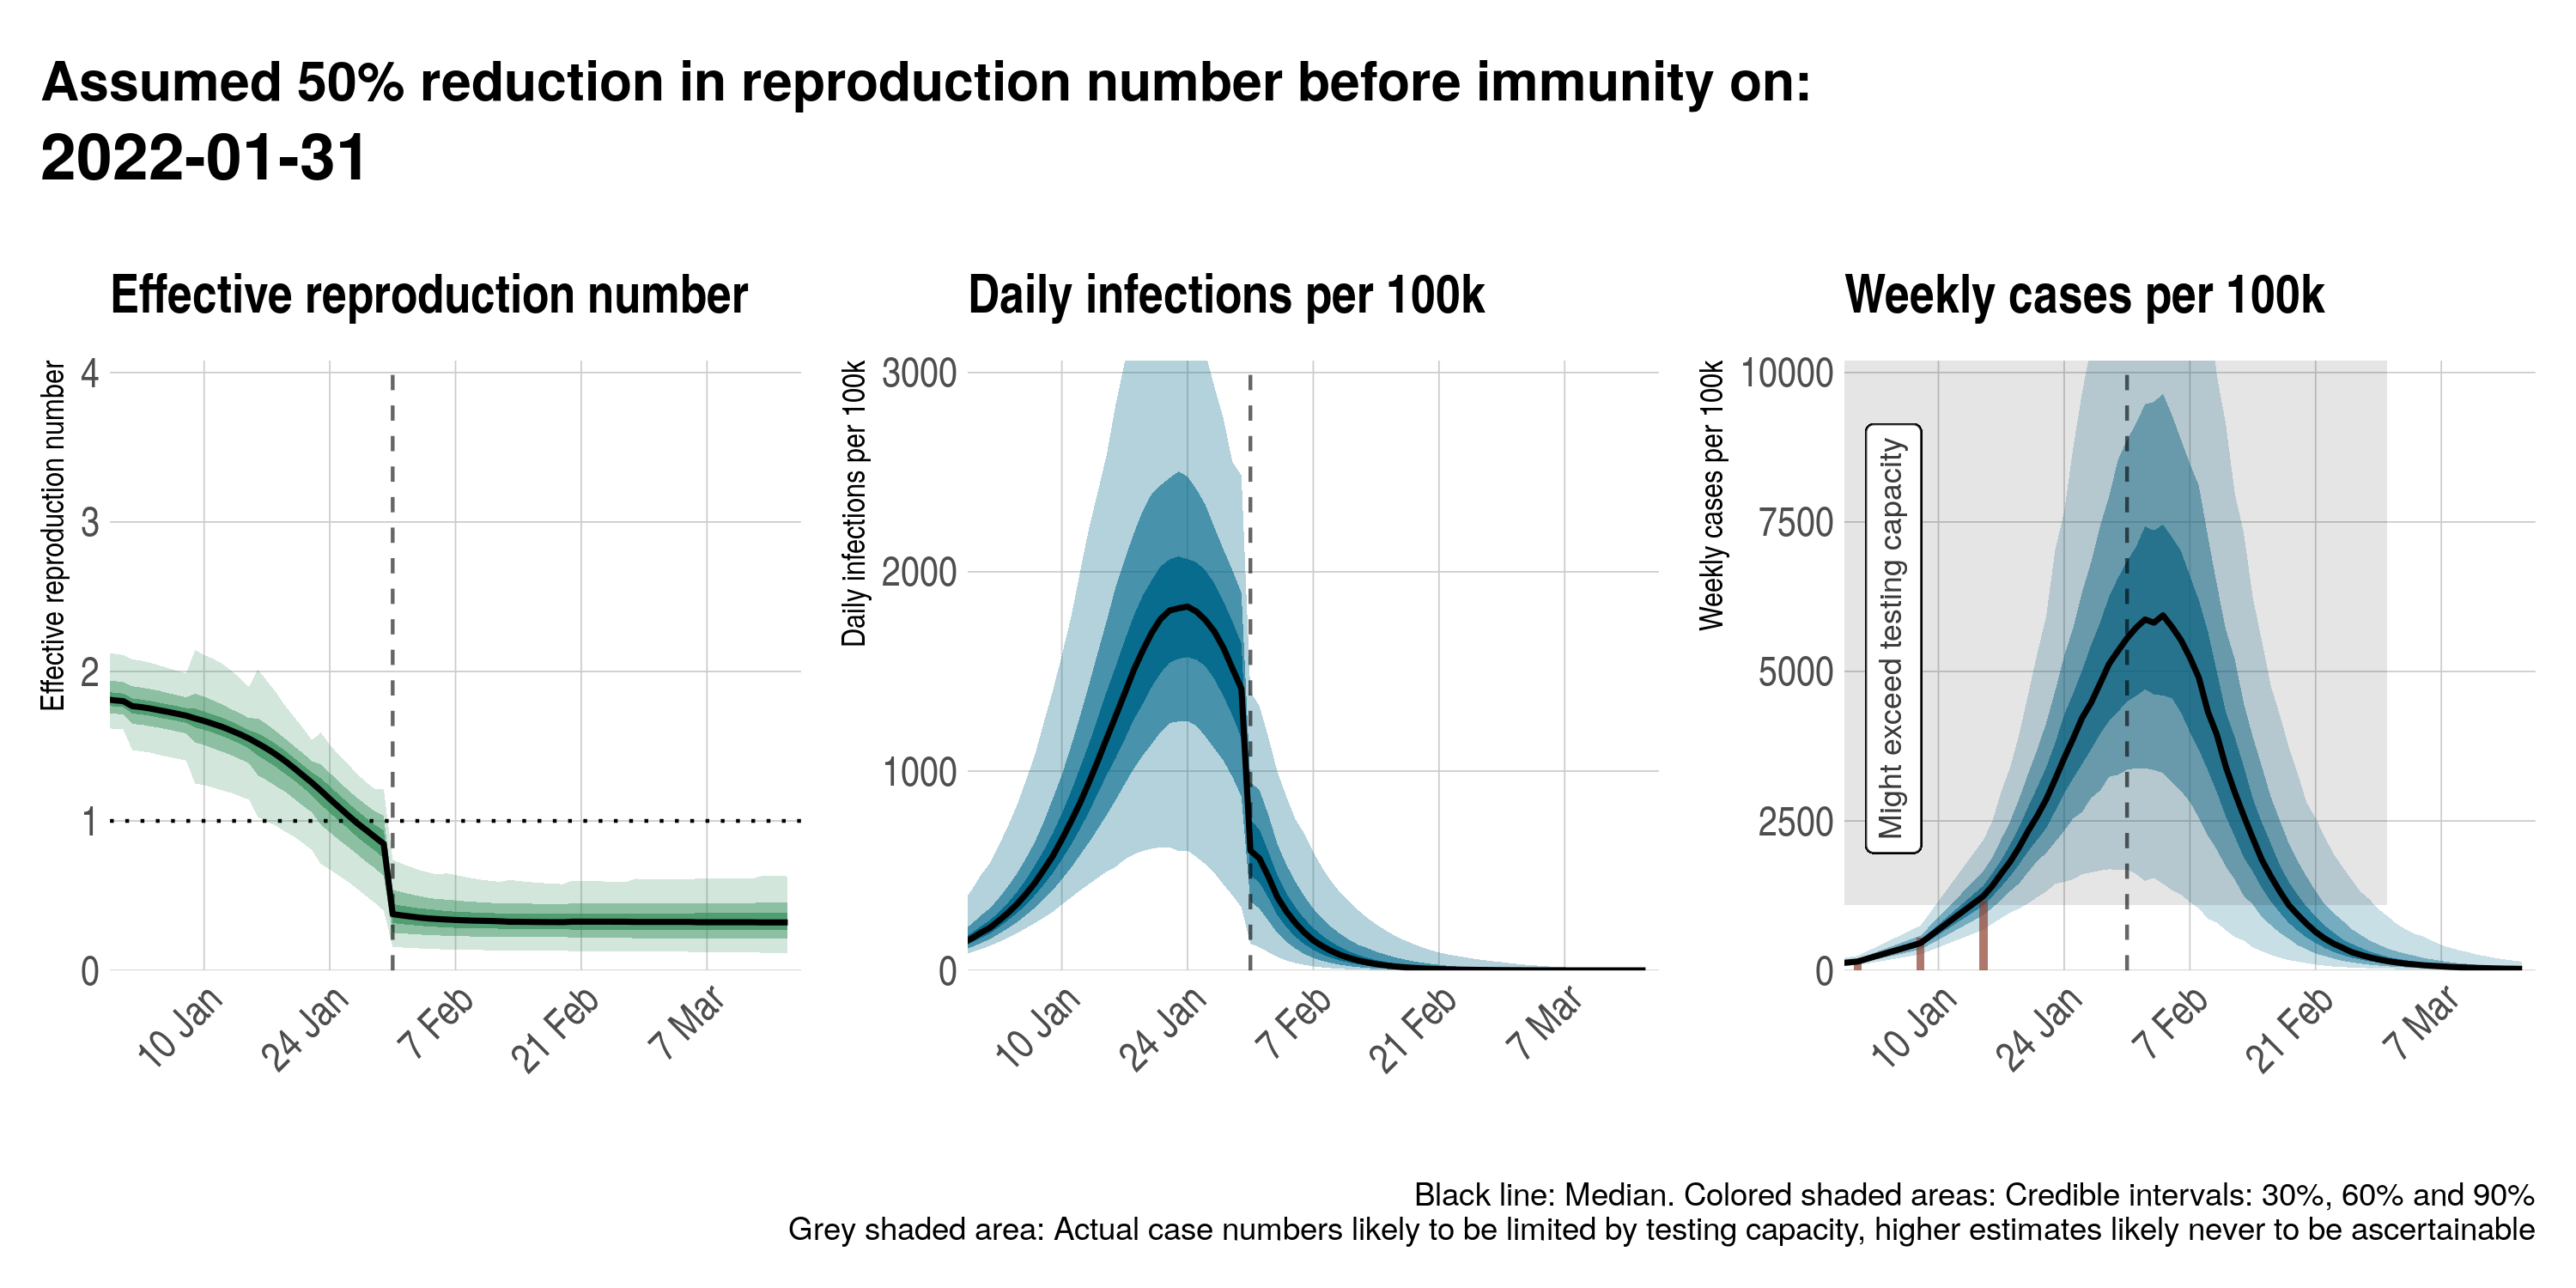 Assumed 50% reduction in reproduction number before immunity on:
2022-01-31
Effective reproduction number
Effective reproduction number
4
3
2
1
0
10 Jan
24 Jan
7 Feb
21 Feb
7 Mar
Daily infections per 100k
Daily infections per 100k
3000
2000
1000
0
10 Jan
24 Jan
7 Feb
21 Feb
7 Mar
Weekly cases per 100k
Weekly cases per 100k
10000
7500
5000
2500
0
Might exceed testing capacity
10 Jan
24 Jan
7 Feb
21 Feb
7 Mar
Black line: Median. Colored shaded areas: Credible intervals: 30%, 60% and 90%
Grey shaded area: Actual case numbers likely to be limited by testing capacity, higher estimates likely never to be ascertainable